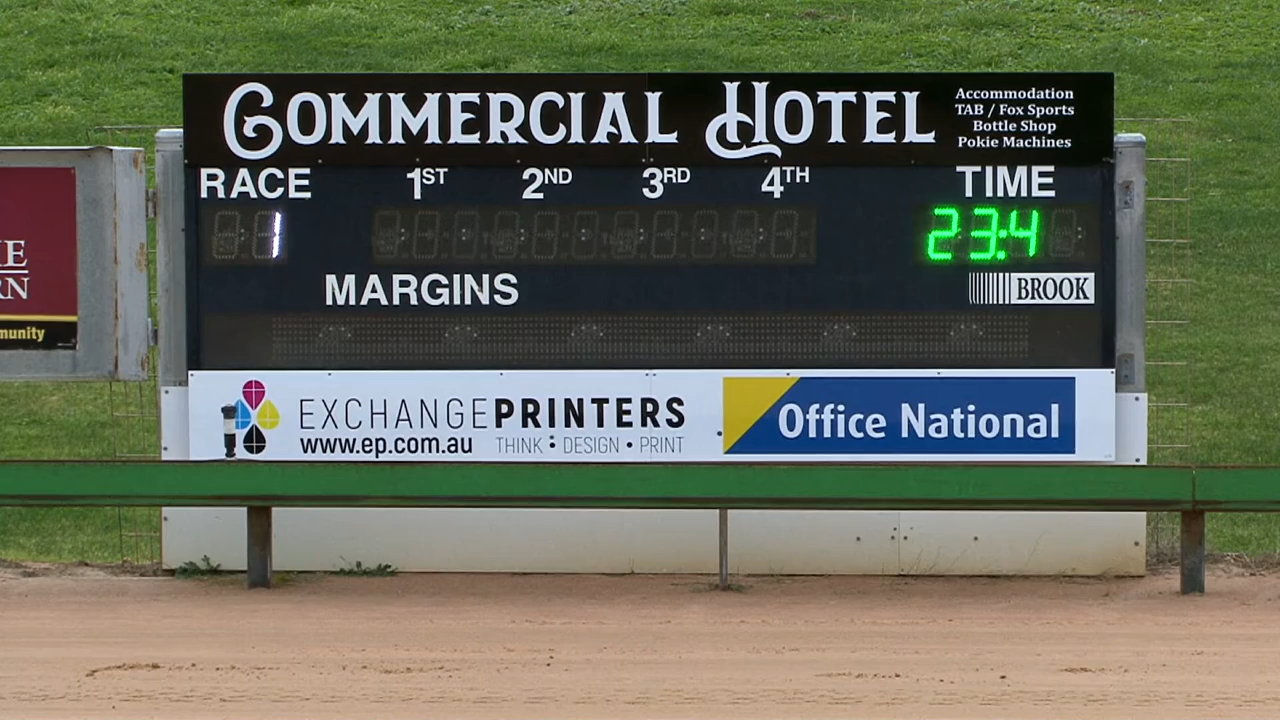 COMMERCIAL HOTEL
Accommodation
TAB / Fox Sports
Bottle Shop
Pokie Machines
RACE 1ST 2ND 3RD 4TH TIME
1 23:4
MARGINS
BROOK
EXCHANGEPRINTERS
www.ep.com.au THINK • DESIGN • PRINT
Office National